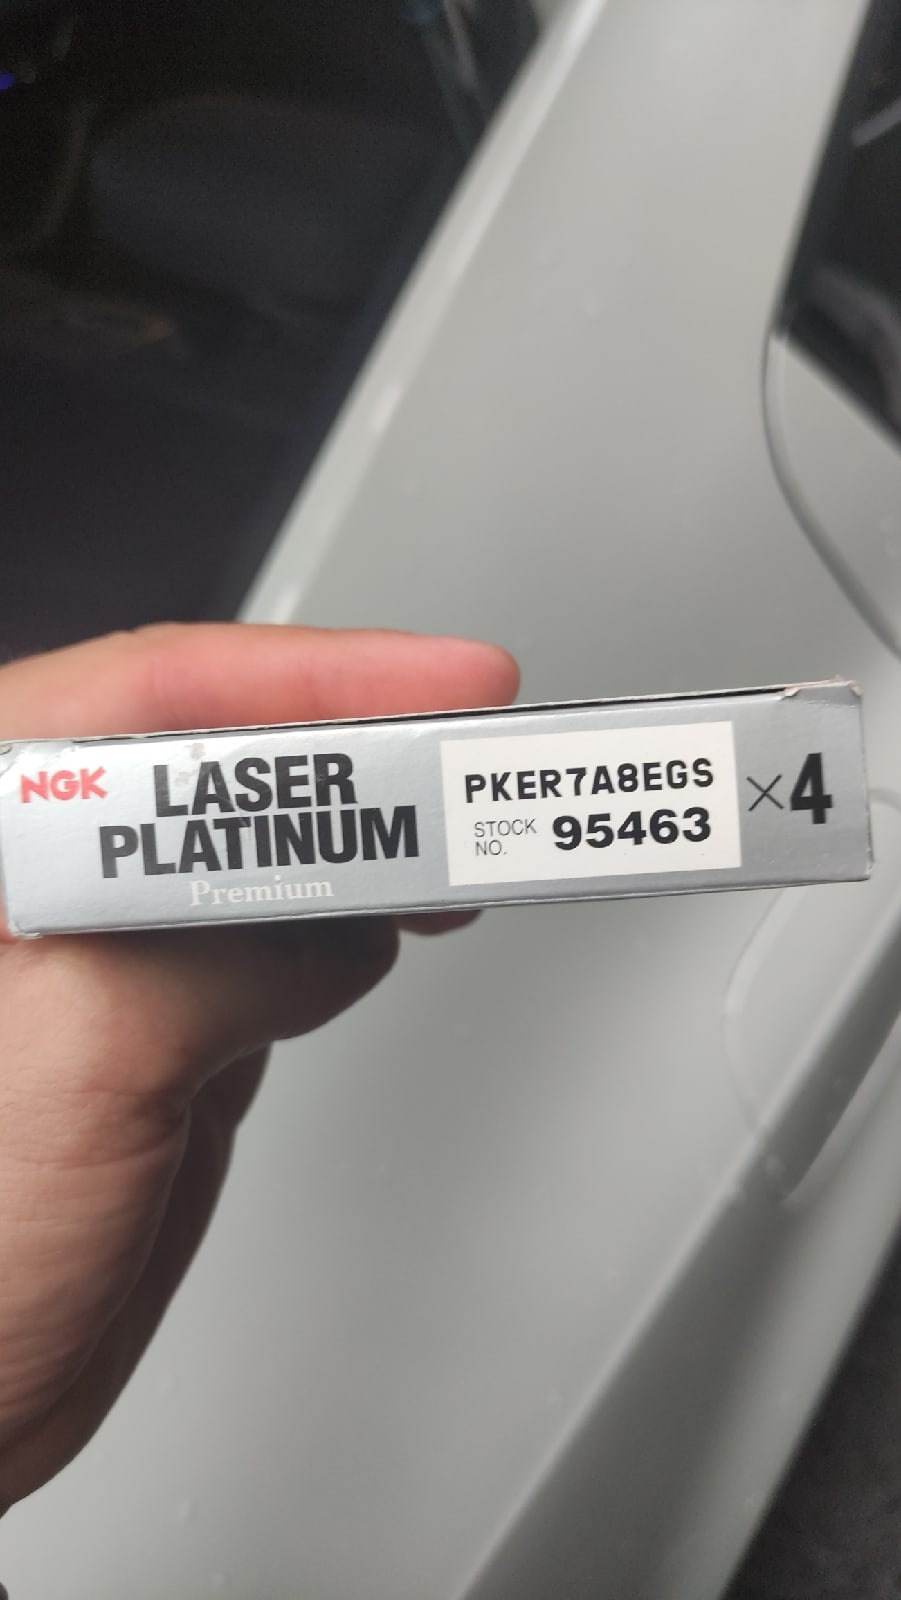 NGK
LASER
PLATINUM
Premium
PKER7A8EGS
STOCK NO. 95463
×4